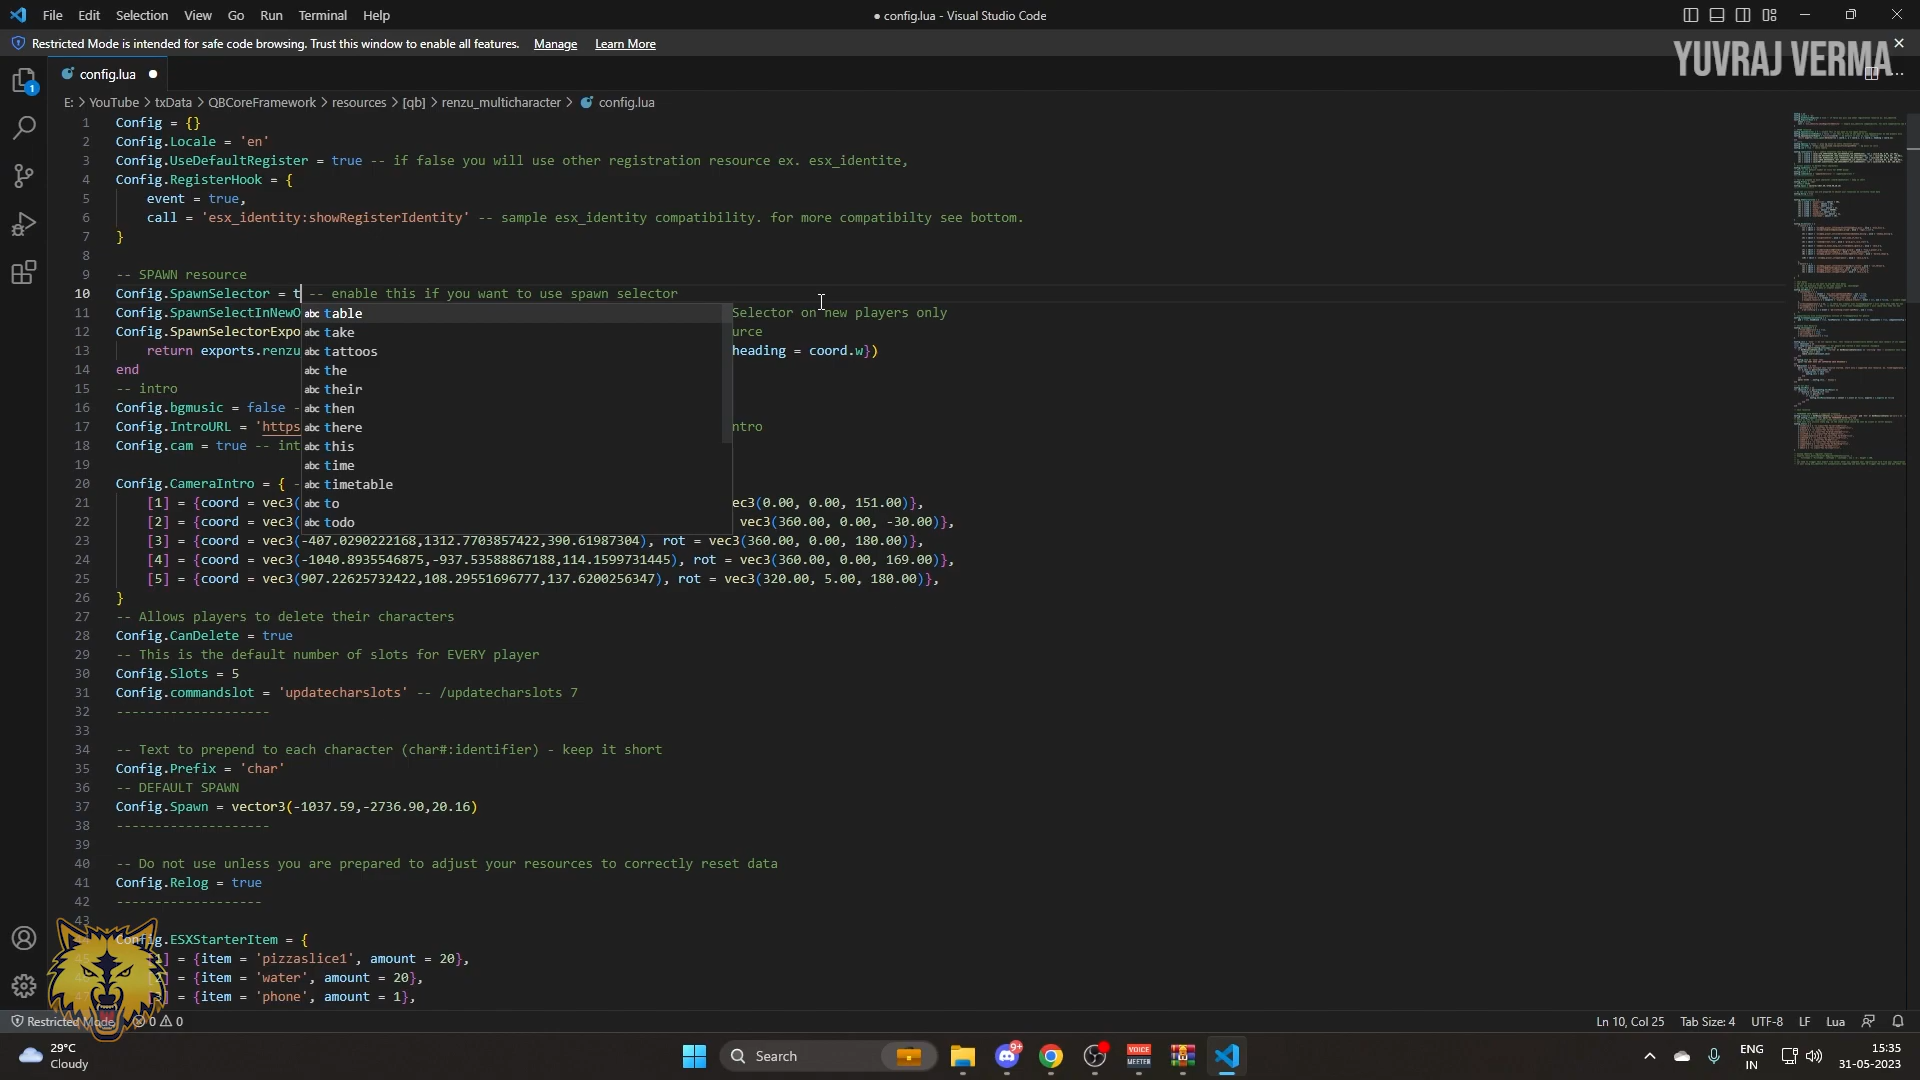 File Edit Selection View Go Run Terminal Help
● config.lua - Visual Studio Code
Restricted Mode is intended for safe code browsing. Trust this window to enable all features. Manage Learn More
YUVRAJ VERMA
config.lua
E: > YouTube > txData > QBCoreFramework > resources > [qb] > renzu_multicharacter > config.lua
1 Config = {}
2 Config.Locale = 'en'
3 Config.UseDefaultRegister = true -- if false you will use other registration resource ex. esx_identite,
4 Config.RegisterHook = {
5 event = true,
6 call = 'esx_identity:showRegisterIdentity' -- sample esx_identity compatibility. for more compatibilty see bottom.
7 }
8
9 -- SPAWN resource
10 Config.SpawnSelector = t -- enable this if you want to use spawn selector
11 Config.SpawnSelectInNewO Selector on new players only
12 Config.SpawnSelectorExpo urce
13 return exports.renzu heading = coord.w})
14 end
15 -- intro
16 Config.bgmusic = false -
17 Config.IntroURL = 'https ntro
18 Config.cam = true -- int
19
20 Config.CameraIntro = { -
21 [1] = {coord = vec3( ec3(0.00, 0.00, 151.00)},
22 [2] = {coord = vec3( vec3(360.00, 0.00, -30.00)},
abc table
abc take
abc tattoos
abc the
abc their
abc then
abc there
abc this
abc time
abc timetable
abc to
abc todo
23 [3] = {coord = vec3(-407.0290222168,1312.7703857422,390.61987304), rot = vec3(360.00, 0.00, 180.00)},
24 [4] = {coord = vec3(-1040.8935546875,-937.53588867188,114.1599731445), rot = vec3(360.00, 0.00, 169.00)},
25 [5] = {coord = vec3(907.22625732422,108.29551696777,137.6200256347), rot = vec3(320.00, 5.00, 180.00)},
26 }
27 -- Allows players to delete their characters
28 Config.CanDelete = true
29 -- This is the default number of slots for EVERY player
30 Config.Slots = 5
31 Config.commandslot = 'updatecharslots' -- /updatecharslots 7
32 --------------------
33
34 -- Text to prepend to each character (char#:identifier) - keep it short
35 Config.Prefix = 'char'
36 -- DEFAULT SPAWN
37 Config.Spawn = vector3(-1037.59,-2736.90,20.16)
38 --------------------
39
40 -- Do not use unless you are prepared to adjust your resources to correctly reset data
41 Config.Relog = true
42 -------------------
43
Config.ESXStarterItem = {
] = {item = 'pizzaslice1', amount = 20},
] = {item = 'water', amount = 20},
] = {item = 'phone', amount = 1},
Restricted Mode 0 0
Ln 10, Col 25 Tab Size: 4 UTF-8 LF Lua
29°C
Cloudy
Search
9+
VOICE
MEETER
ENG
IN
15:35
31-05-2023